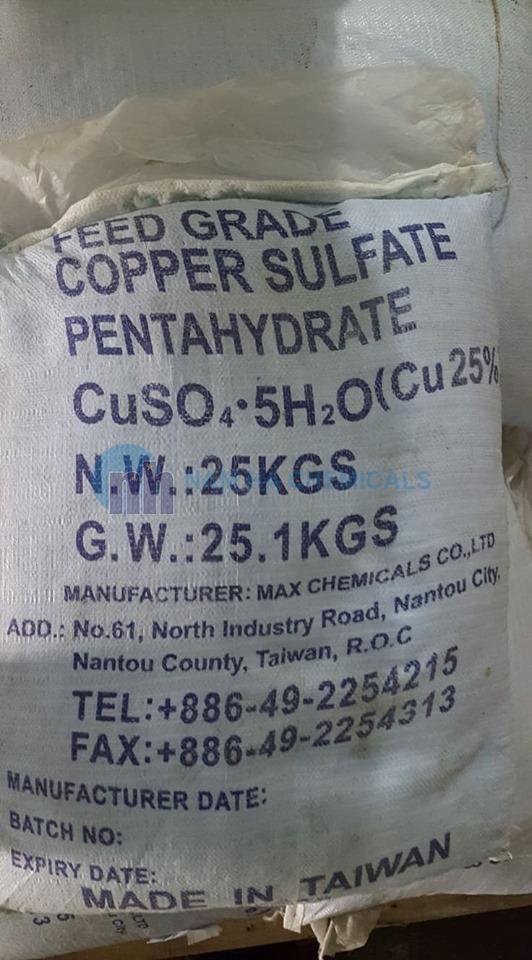 FEED GRADE
COPPER SULFATE
PENTAHYDRATE
CuSO₄·5H₂O(Cu 25%
N.W.:25KGS
CHEMICALS
G.W.:25.1KGS
MANUFACTURER: MAX CHEMICALS CO.,LTD
ADD.: No.61, North Industry Road, Nantou City,
Nantou County, Taiwan, R.O.C
TEL:+886-49-2254215
FAX:+886-49-2254313
MANUFACTURER DATE:
BATCH NO:
EXPIRY DATE:
MADE IN TAIWAN